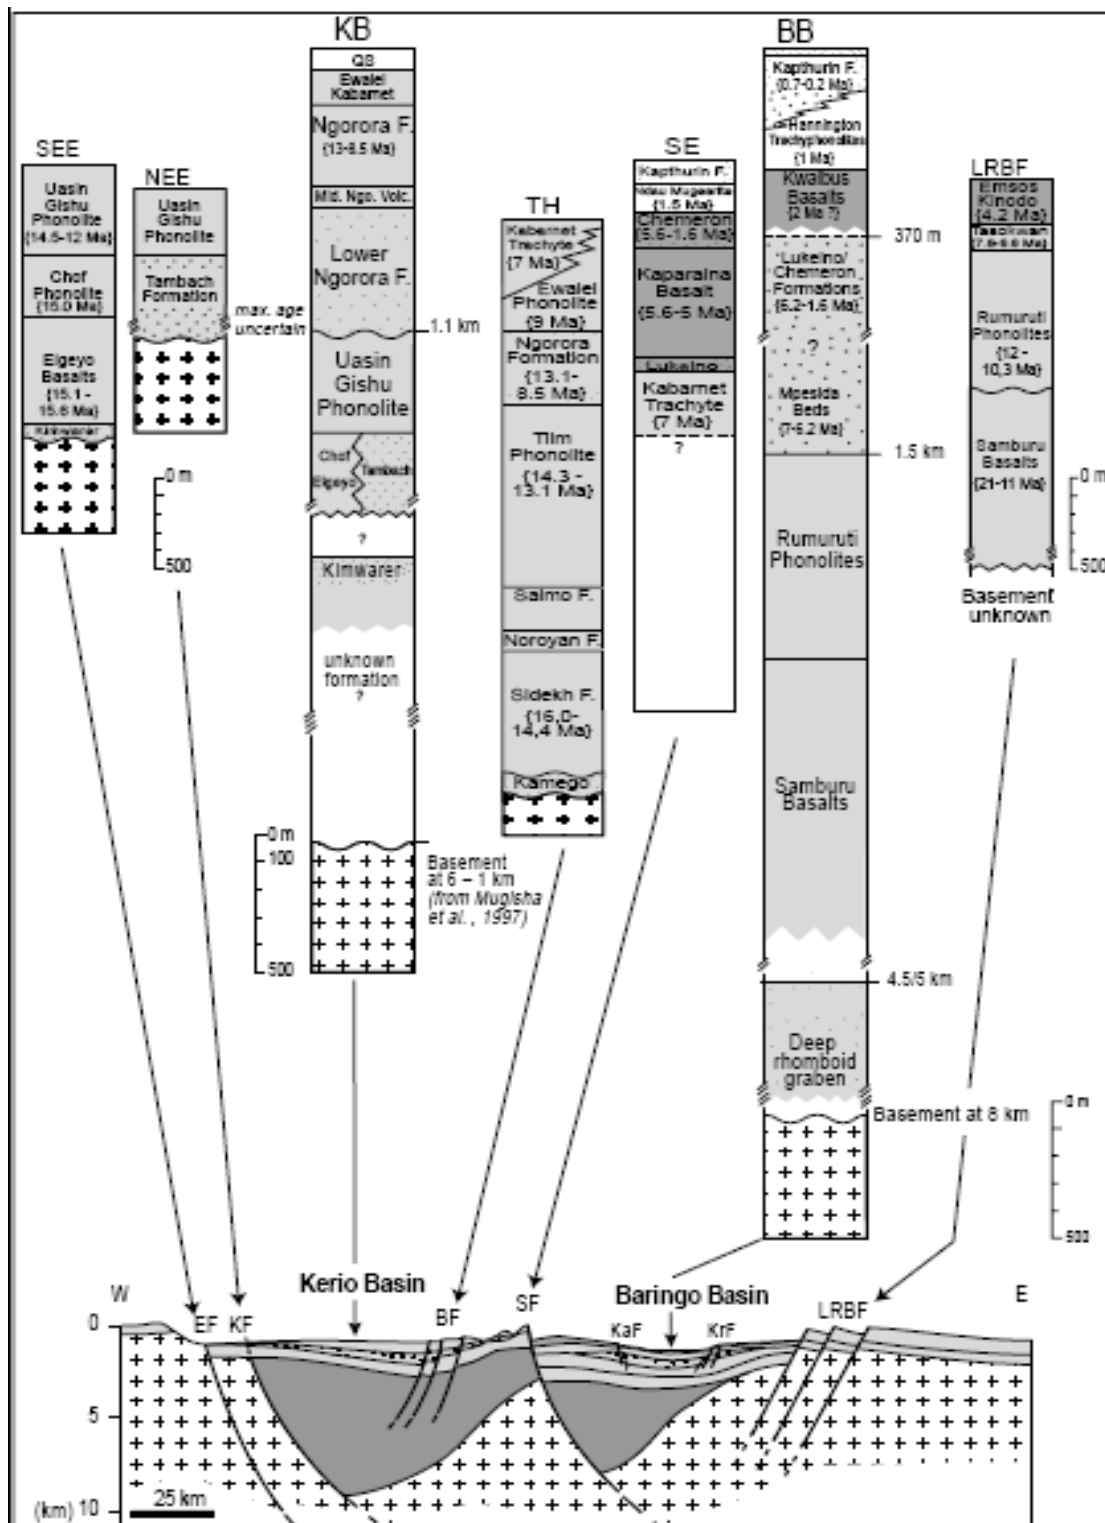 KB
QS
Ewalel
Kabarnet
Ngorora F.
{13-8.5 Ma}
Mid. Ngo. Volc.
Lower
Ngorora F.
1.1 km
Uasin
Gishu
Phonolite
Chof
Elgeyo
Tambach
?
Kimwarer
unknown
formation
?
0 m
100
500
Basement
at 6 – 1 km
(from Mugisha
et al., 1997)
SEE
Uasin
Gishu
Phonolite
{14.5-12 Ma}
Chof
Phonolite
{15.0 Ma}
Elgeyo
Basalts
{15.1 -
15.6 Ma}
Kimwarer
NEE
Uasin
Gishu
Phonolite
Tambach
Formation
max. age
uncertain
0 m
500
TH
Kabarnet
Trachyte
{7 Ma}
Ewalel
Phonolite
{9 Ma}
Ngorora
Formation
{13.1-
8.5 Ma}
Tiim
Phonolite
{14.3 -
13.1 Ma}
Saimo F.
Noroyan F.
Sidekh F.
{16,0-
14,4 Ma}
Kamego
SE
Kapthurin F.
Ndau Mugearite
{1.5 Ma}
Chemeron
{5.6-1.6 Ma}
Kaparaina
Basalt
{5.6-5 Ma}
Lukeino
Kabarnet
Trachyte
{7 Ma}
?
BB
Kapthurin F.
{0.7-0.2 Ma}
Hannington
Trachyphonolites
{1 Ma}
Kwaibus
Basalts
{2 Ma ?}
370 m
Lukeino/
Chemeron
Formations
{6.2-1.6 Ma}
?
Mpesida
Beds
{7-6.2 Ma}
1.5 km
Rumuruti
Phonolites
Samburu
Basalts
4.5/5 km
Deep
rhomboid
graben
Basement at 8 km
0 m
500
LRBF
Emsos
Kinodo
{4.2 Ma}
Rumuruti
Phonolites
{12 -
10,3 Ma}
Samburu
Basalts
{21-11 Ma}
0 m
500
Basement
unknown
W
Kerio Basin
Baringo Basin
E
EF
KF
BF
SF
KaF
KrF
LRBF
0
5
(km) 10
25 km